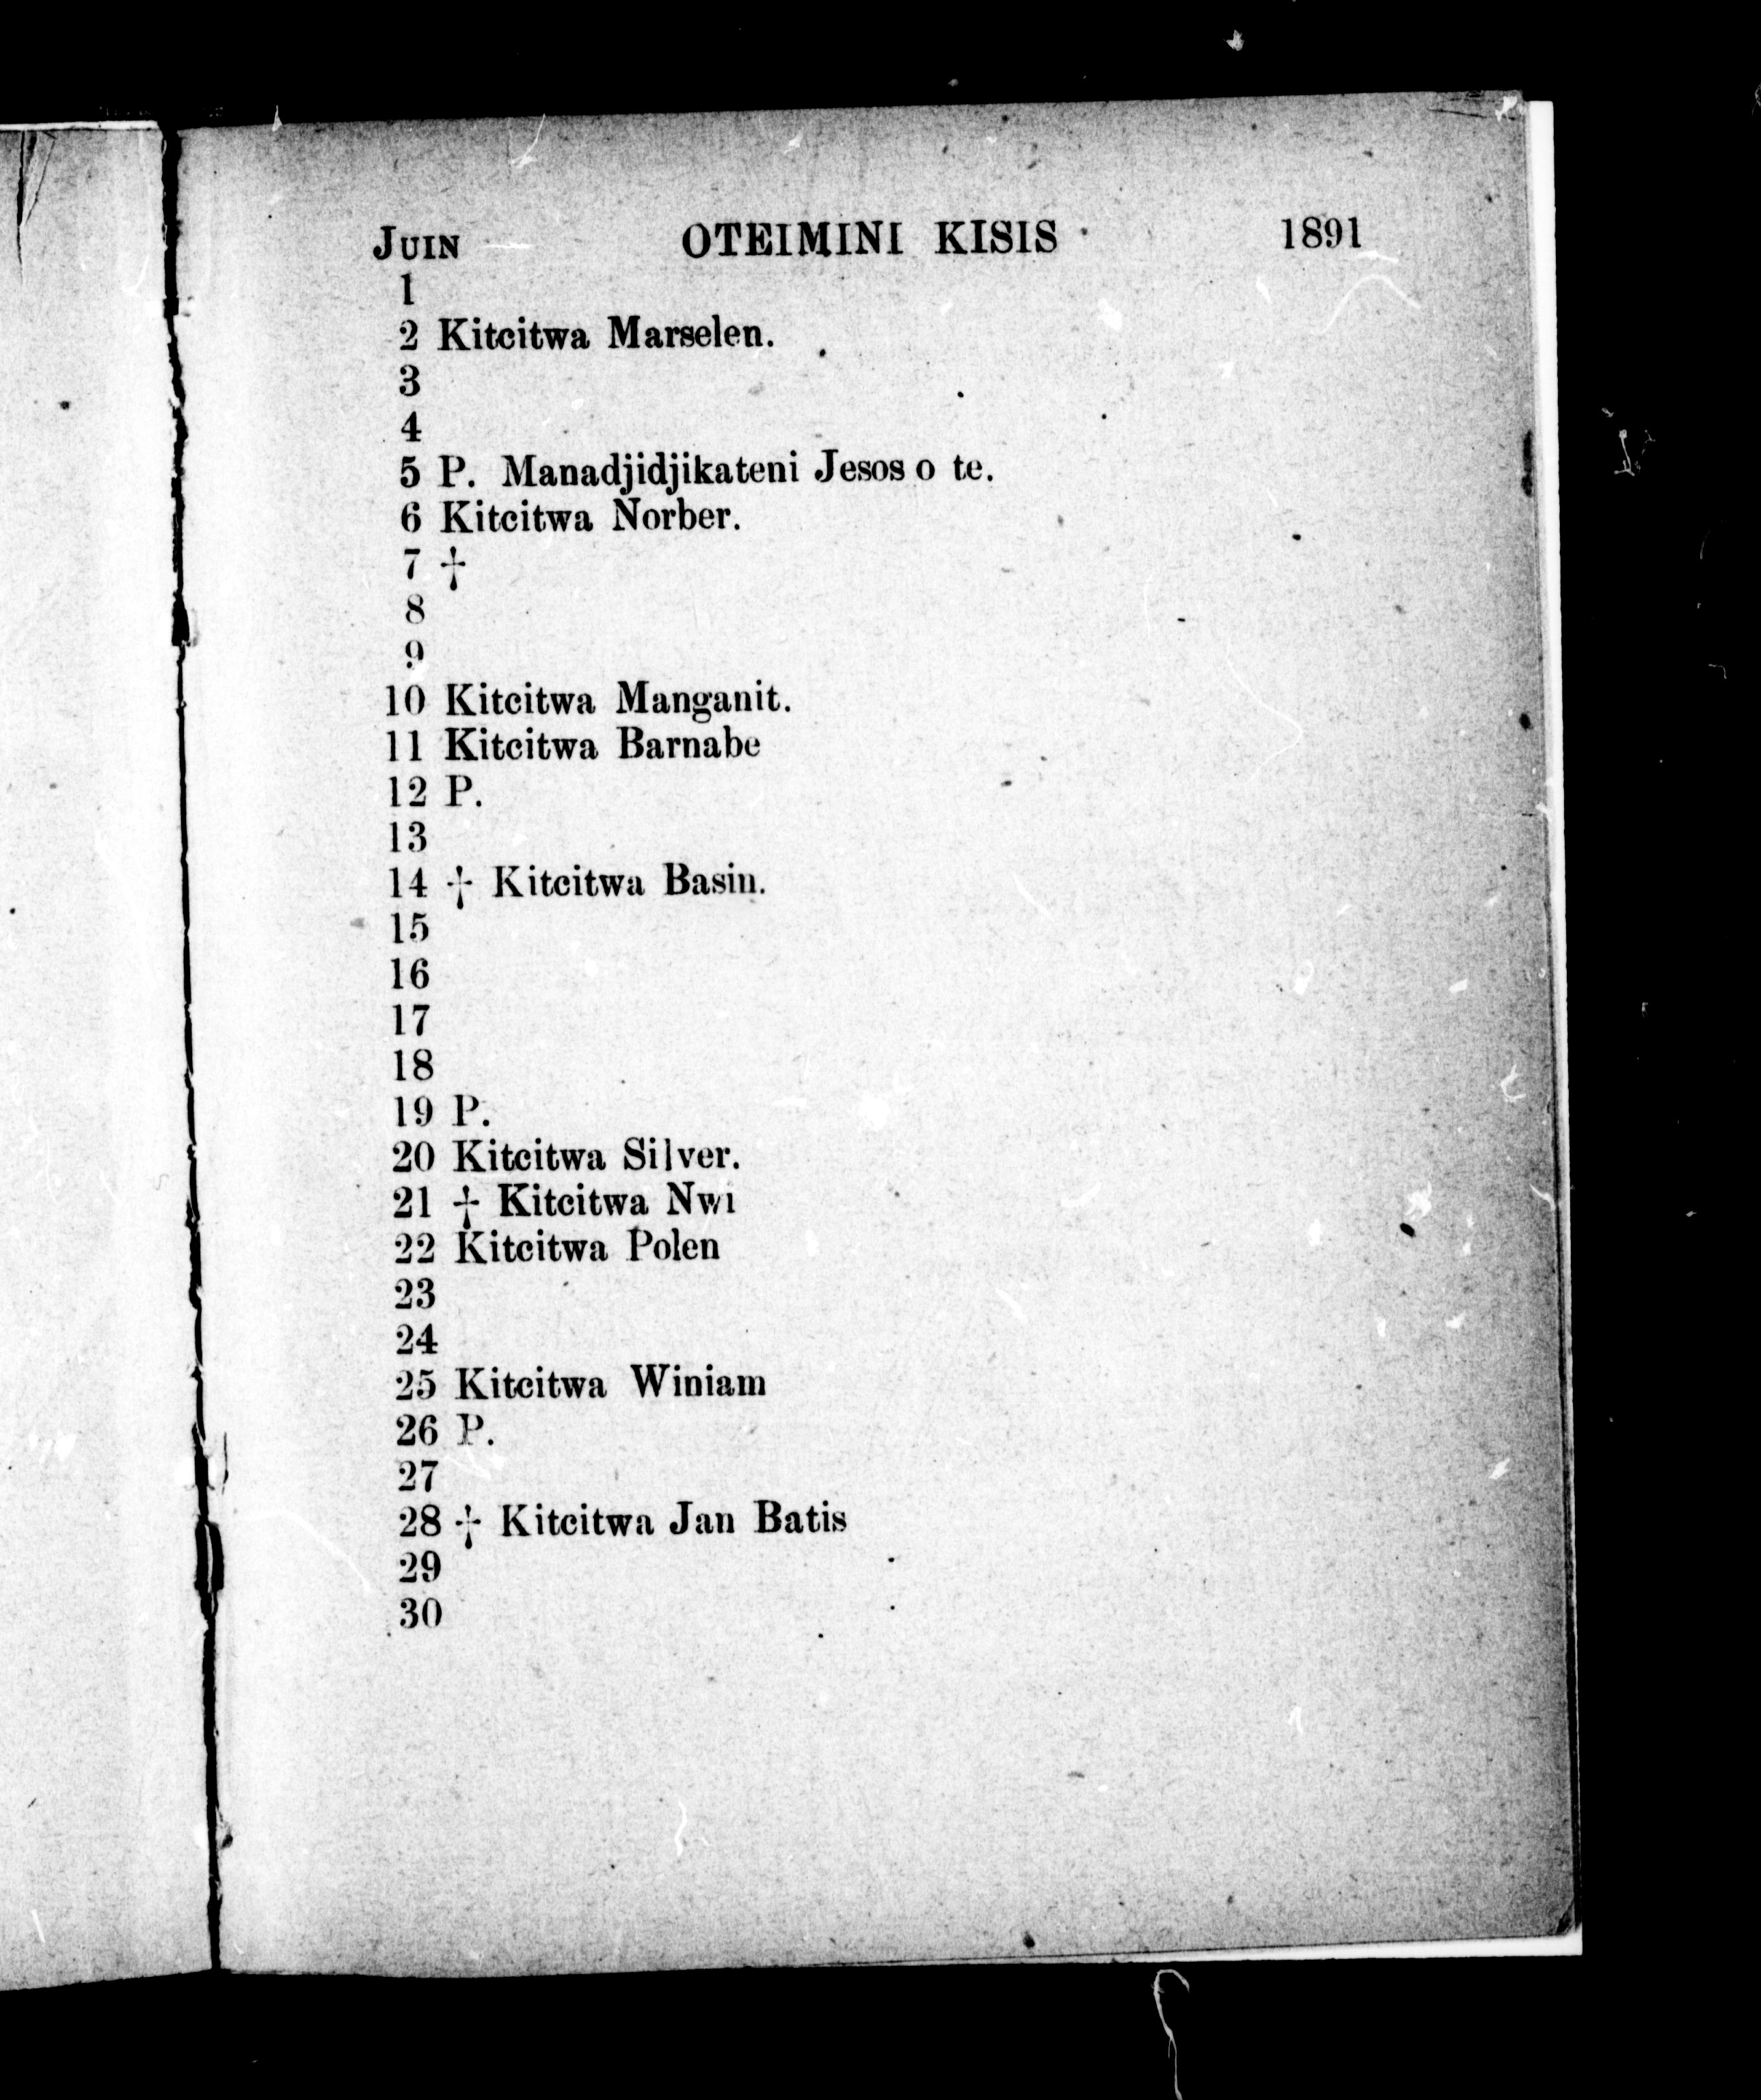 JUIN OTEIMINI KISIS 1891
1
2 Kitcitwa Marselen.
3
4
5 P. Manadjidjikateni Jesos o te.
6 Kitcitwa Norber.
7 †
8
9
10 Kitcitwa Manganit.
11 Kitcitwa Barnabe
12 P.
13
14 † Kitcitwa Basin.
15
16
17
18
19 P.
20 Kitcitwa Silver.
21 † Kitcitwa Nwi
22 Kitcitwa Polen
23
24
25 Kitcitwa Winiam
26 P.
27
28 † Kitcitwa Jan Batis
29
30